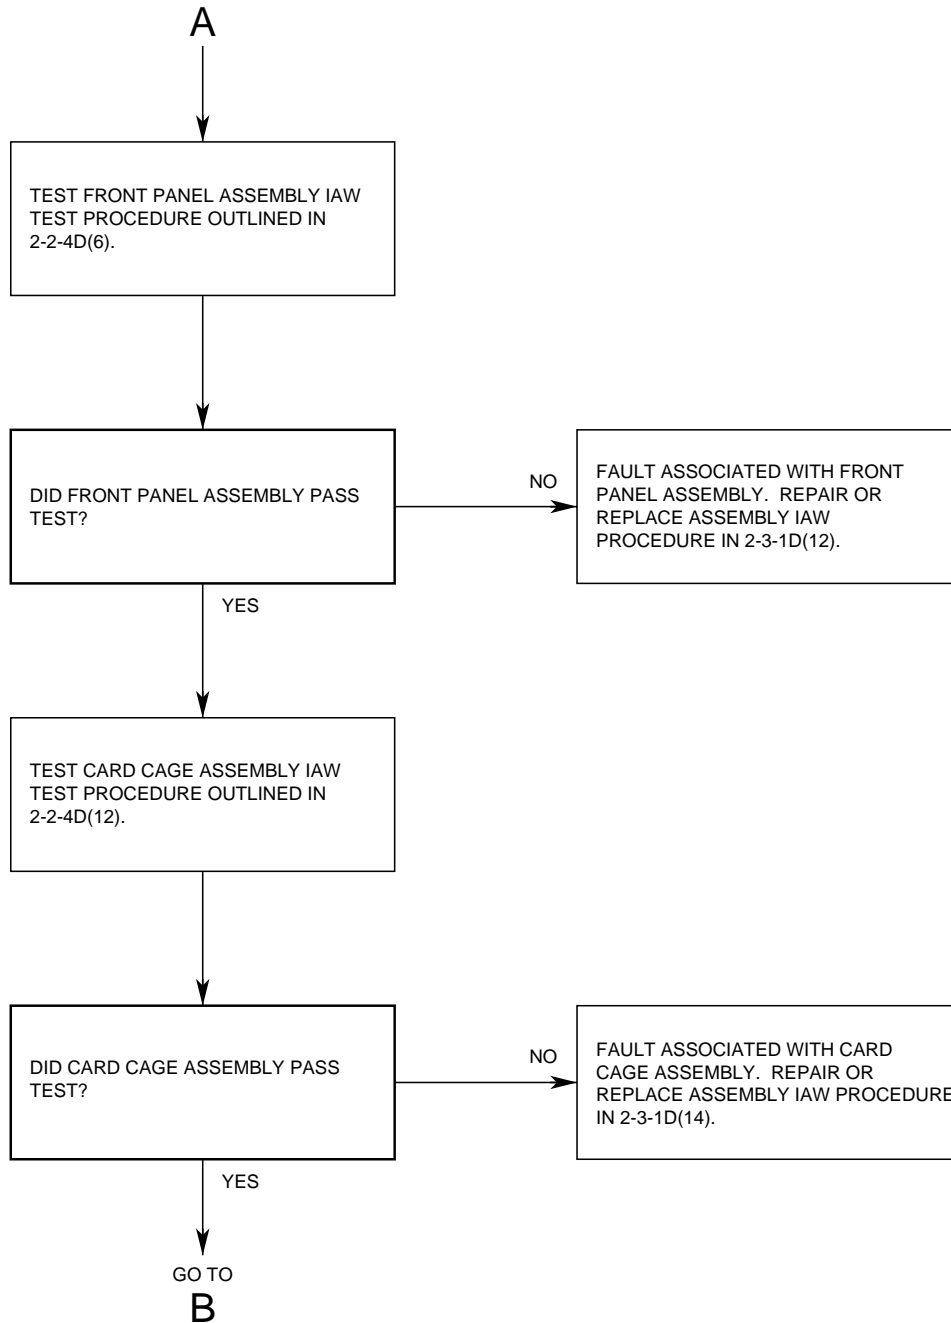 A
TEST FRONT PANEL ASSEMBLY IAW
TEST PROCEDURE OUTLINED IN
2-2-4D(6).
DID FRONT PANEL ASSEMBLY PASS
TEST?
NO
FAULT ASSOCIATED WITH FRONT
PANEL ASSEMBLY.  REPAIR OR
REPLACE ASSEMBLY IAW
PROCEDURE IN 2-3-1D(12).
YES
TEST CARD CAGE ASSEMBLY IAW
TEST PROCEDURE OUTLINED IN
2-2-4D(12).
DID CARD CAGE ASSEMBLY PASS
TEST?
NO
FAULT ASSOCIATED WITH CARD
CAGE ASSEMBLY.  REPAIR OR
REPLACE ASSEMBLY IAW PROCEDURE
IN 2-3-1D(14).
YES
GO TO
B